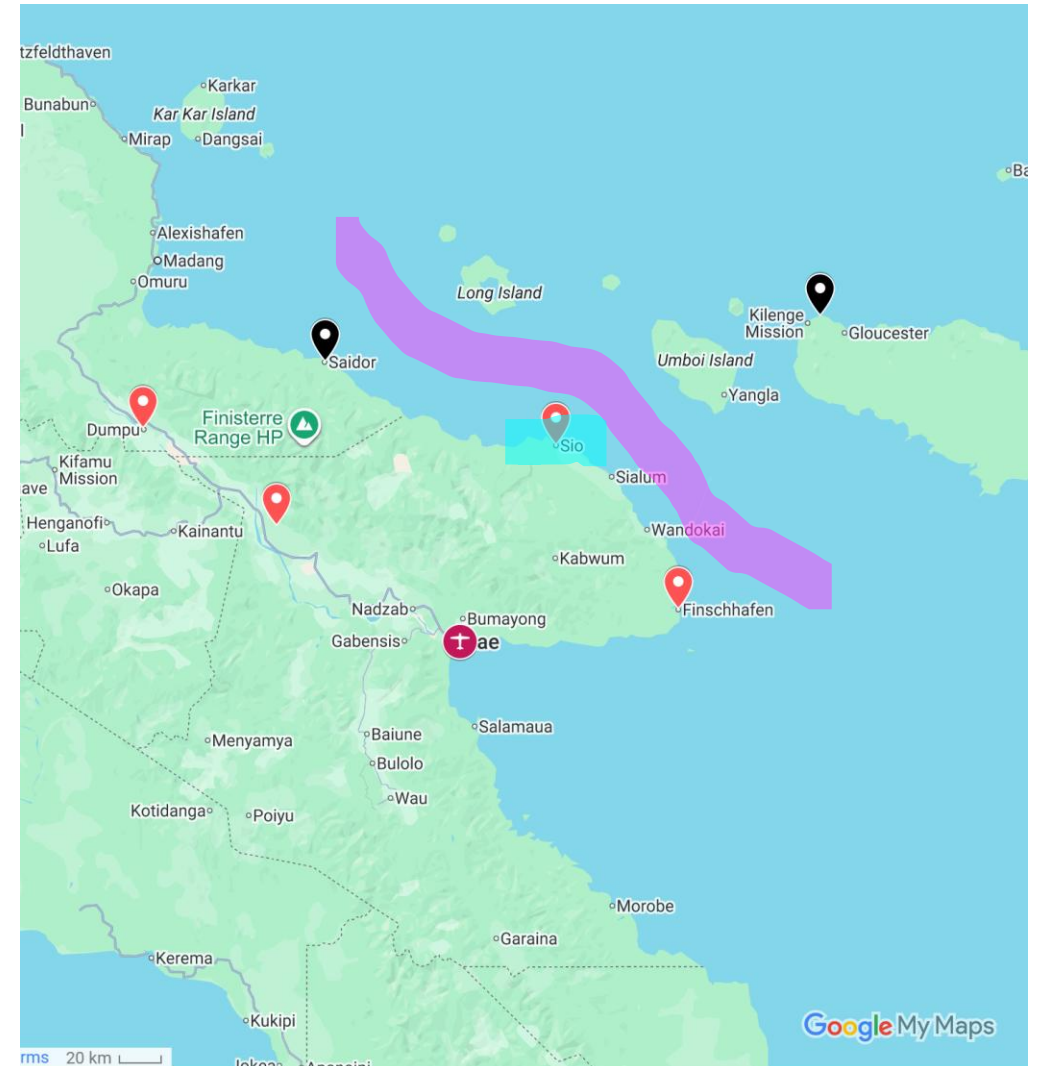 tzfeldthaven
Karkar
Bunabun
Kar Kar Island
l
Mirap
Dangsai
Ba
Alexishafen
Madang
Omuru
Long Island
Kilenge
Mission
Gloucester
Saidor
Umboi Island
Yangla
Finisterre
Range HP
Dumpu
Sio
Kifamu
Mission
Sialum
ave
Henganofi
Kainantu
Wandokai
Lufa
Kabwum
Okapa
Nadzab
Finschhafen
Bumayong
Gabensis
ae
Salamaua
Menyamya
Baiune
Bulolo
Wau
Kotidanga
Poiyu
Morobe
Garaina
Kerema
Kukipi
Google My Maps
rms 20 km